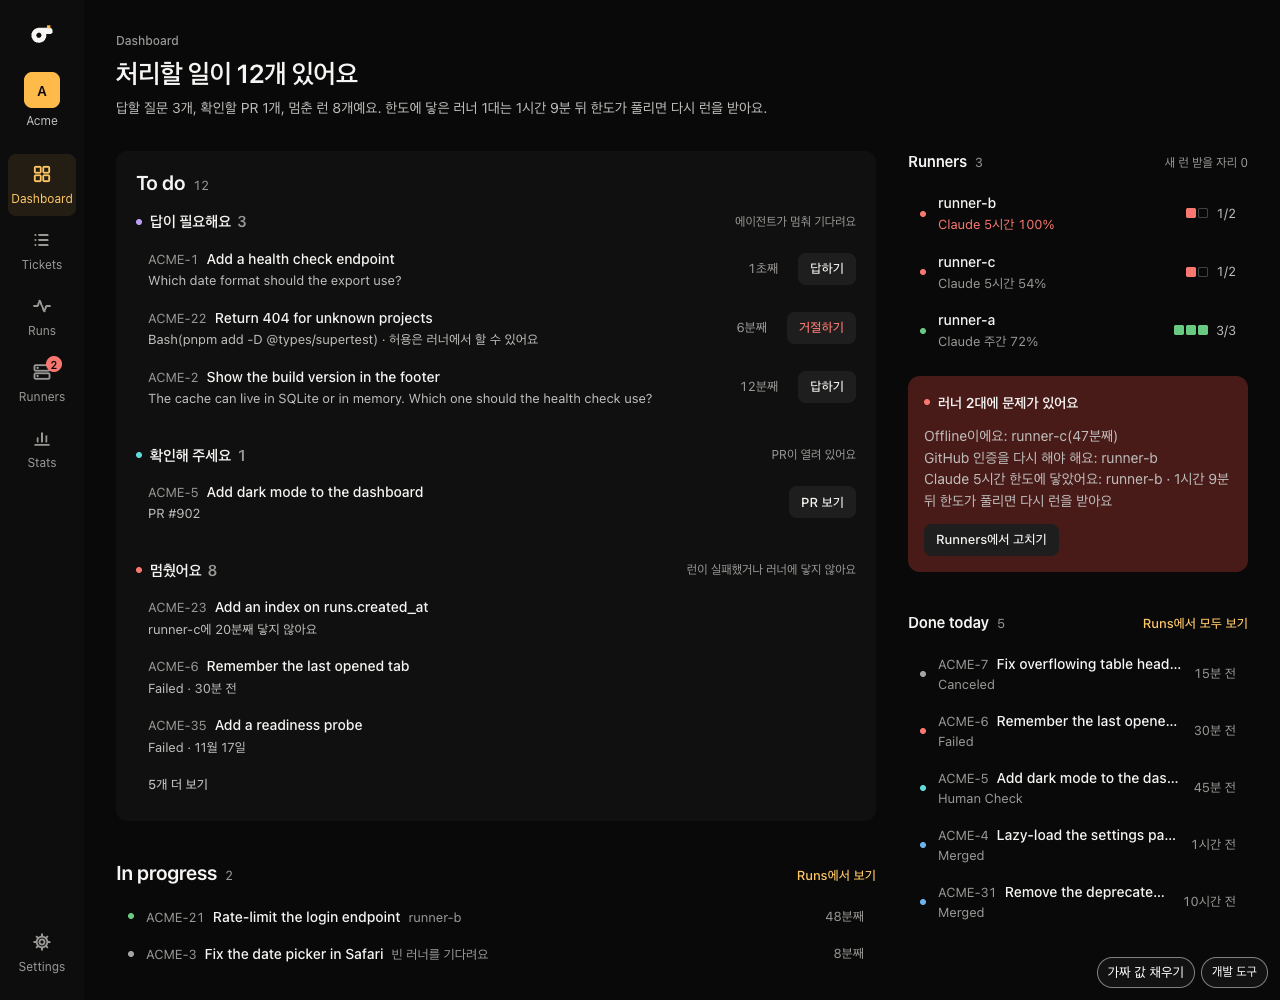 A
Acme
Dashboard
Tickets
Runs
2
Runners
Stats
Settings
Dashboard
처리할 일이 12개 있어요
답할 질문 3개, 확인할 PR 1개, 멈춘 런 8개예요. 한도에 닿은 러너 1대는 1시간 9분 뒤 한도가 풀리면 다시 런을 받아요.
To do 12
답이 필요해요 3 에이전트가 멈춰 기다려요
ACME-1 Add a health check endpoint
Which date format should the export use?
1초째 답하기
ACME-22 Return 404 for unknown projects
Bash(pnpm add -D @types/supertest) · 허용은 러너에서 할 수 있어요
6분째 거절하기
ACME-2 Show the build version in the footer
The cache can live in SQLite or in memory. Which one should the health check use?
12분째 답하기
확인해 주세요 1 PR이 열려 있어요
ACME-5 Add dark mode to the dashboard
PR #902
PR 보기
멈췄어요 8 런이 실패했거나 러너에 닿지 않아요
ACME-23 Add an index on runs.created_at
runner-c에 20분째 닿지 않아요
ACME-6 Remember the last opened tab
Failed · 30분 전
ACME-35 Add a readiness probe
Failed · 11월 17일
5개 더 보기
In progress 2 Runs에서 보기
ACME-21 Rate-limit the login endpoint runner-b 48분째
ACME-3 Fix the date picker in Safari 빈 러너를 기다려요 8분째
Runners 3 새 런 받을 자리 0
runner-b
Claude 5시간 100%
1/2
runner-c
Claude 5시간 54%
1/2
runner-a
Claude 주간 72%
3/3
러너 2대에 문제가 있어요
Offline이에요: runner-c(47분째)
GitHub 인증을 다시 해야 해요: runner-b
Claude 5시간 한도에 닿았어요: runner-b · 1시간 9분
뒤 한도가 풀리면 다시 런을 받아요
Runners에서 고치기
Done today 5 Runs에서 모두 보기
ACME-7 Fix overflowing table head...
Canceled
15분 전
ACME-6 Remember the last opene...
Failed
30분 전
ACME-5 Add dark mode to the das...
Human Check
45분 전
ACME-4 Lazy-load the settings pa...
Merged
1시간 전
ACME-31 Remove the deprecate...
Merged
10시간 전
가짜 값 채우기 개발 도구